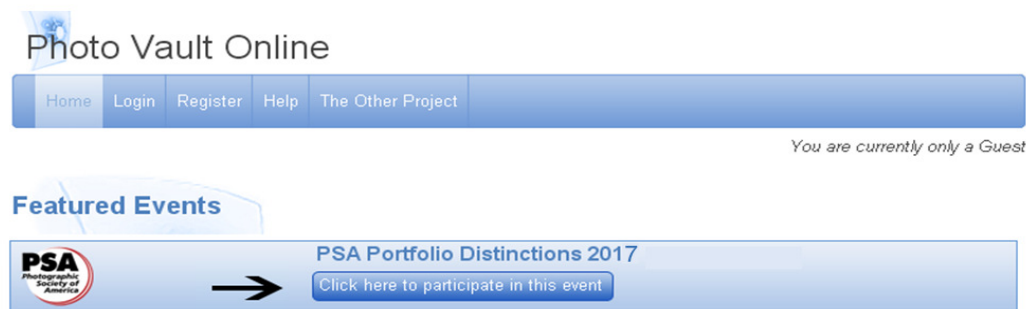 Photo Vault Online
Home Login Register Help The Other Project
You are currently only a Guest
Featured Events
PSA Portfolio Distinctions 2017
PSA
Photographic
Society of
America
Click here to participate in this event